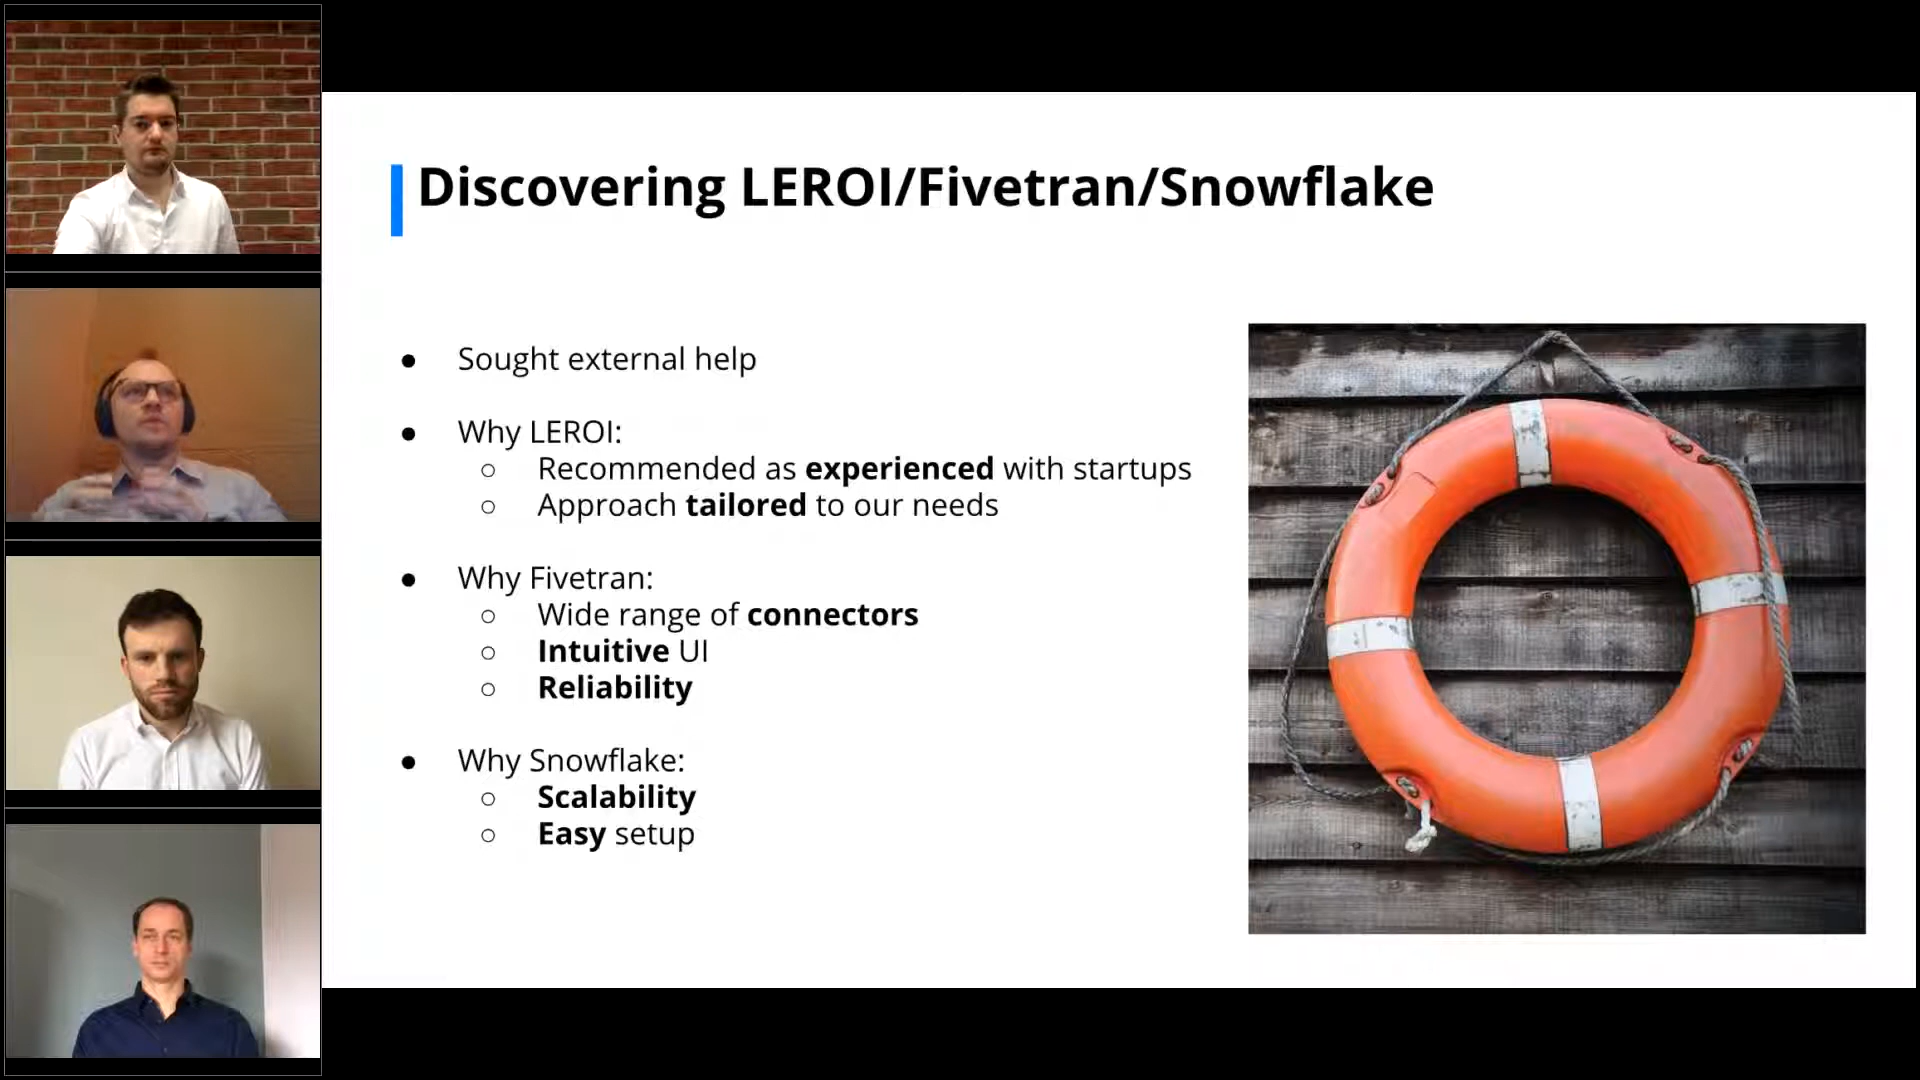 Discovering LEROI/Fivetran/Snowflake
● Sought external help
● Why LEROI:
○ Recommended as experienced with startups
○ Approach tailored to our needs
● Why Fivetran:
○ Wide range of connectors
○ Intuitive UI
○ Reliability
● Why Snowflake:
○ Scalability
○ Easy setup